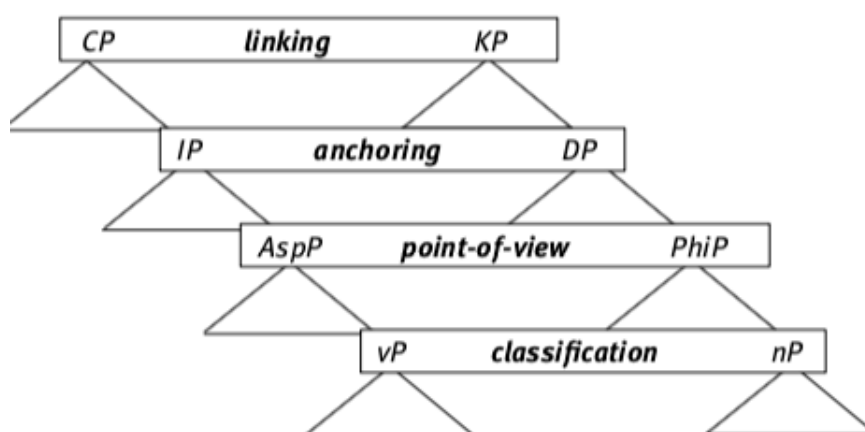 CP linking KP
IP anchoring DP
AspP point-of-view PhiP
vP classification nP